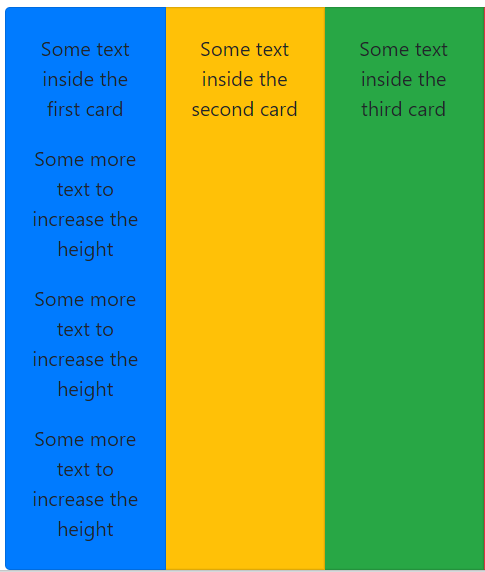 Some text
inside the
first card
Some more
text to
increase the
height
Some more
text to
increase the
height
Some more
text to
increase the
height
Some text
inside the
second card
Some text
inside the
third card